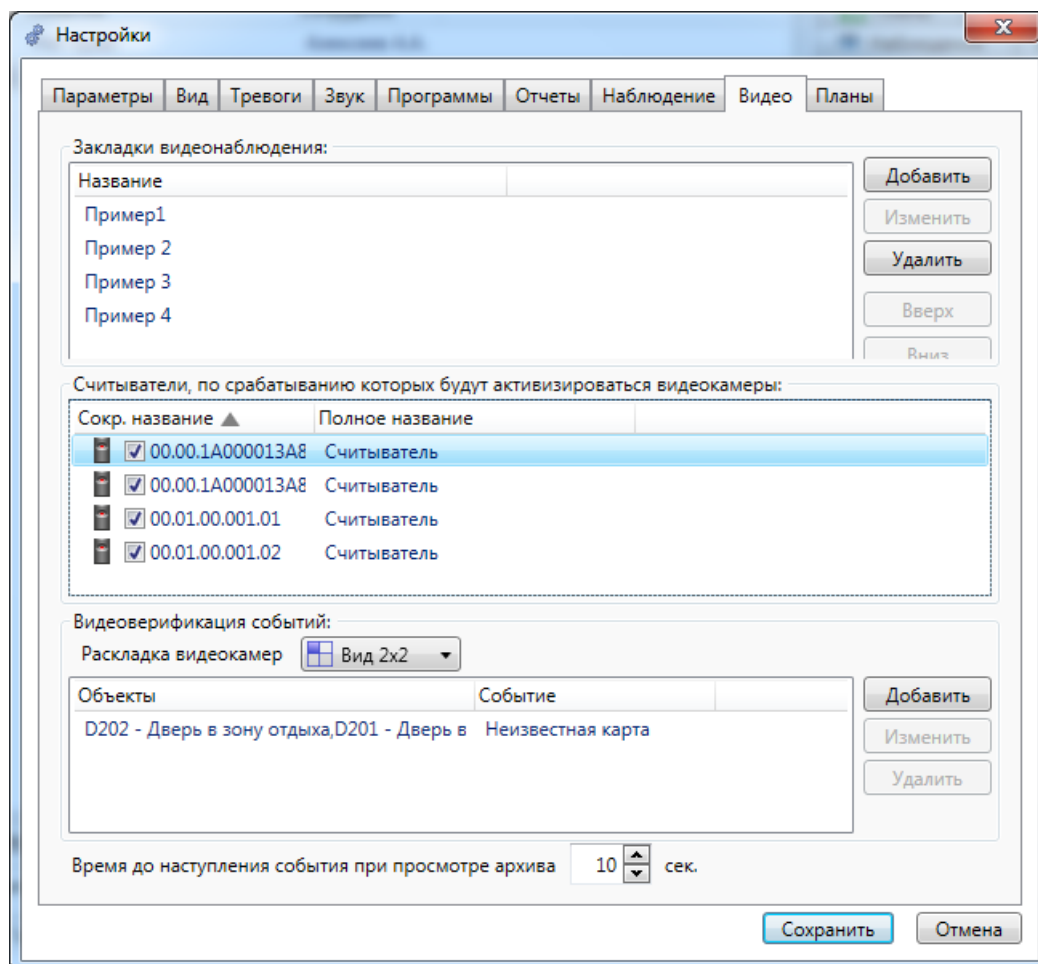 Настройки
Параметры Вид Тревоги Звук Программы Отчеты Наблюдение Видео Планы
Закладки видеонаблюдения:
Название
Добавить
Пример1
Изменить
Пример 2
Удалить
Пример 3
Пример 4
Вверх
Вниз
Считыватели, по срабатыванию которых будут активизироваться видеокамеры:
Сокр. название Полное название
00.00.1A000013A8 Считыватель
00.00.1A000013A8 Считыватель
00.01.00.001.01 Считыватель
00.01.00.001.02 Считыватель
Видеоверификация событий:
Раскладка видеокамер Вид 2x2
Объекты Событие
Добавить
D202 - Дверь в зону отдыха,D201 - Дверь в Неизвестная карта
Изменить
Удалить
Время до наступления события при просмотре архива 10 сек.
Сохранить Отмена